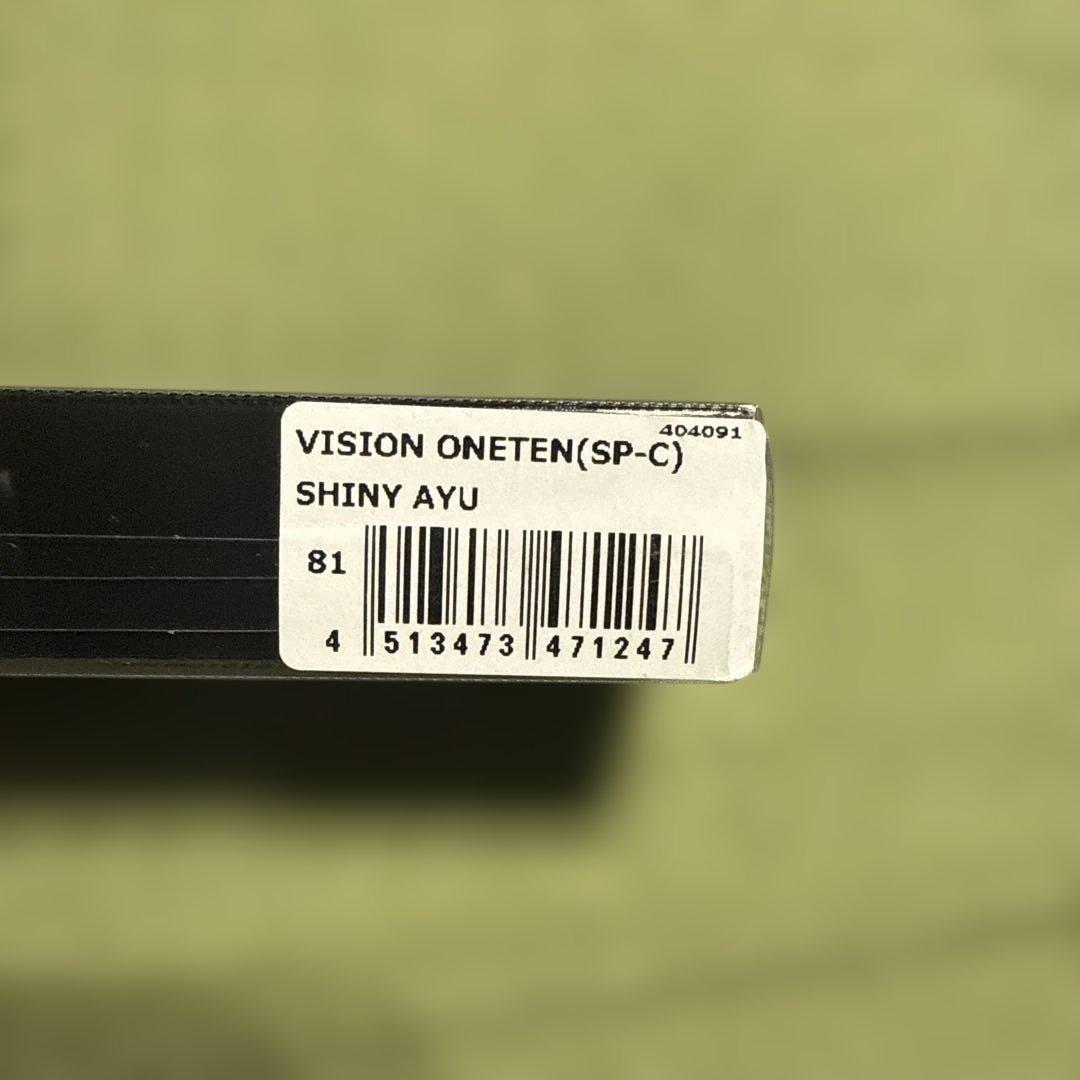 404091
VISION ONETEN(SP-C)
SHINY AYU
81
4 513473 471247